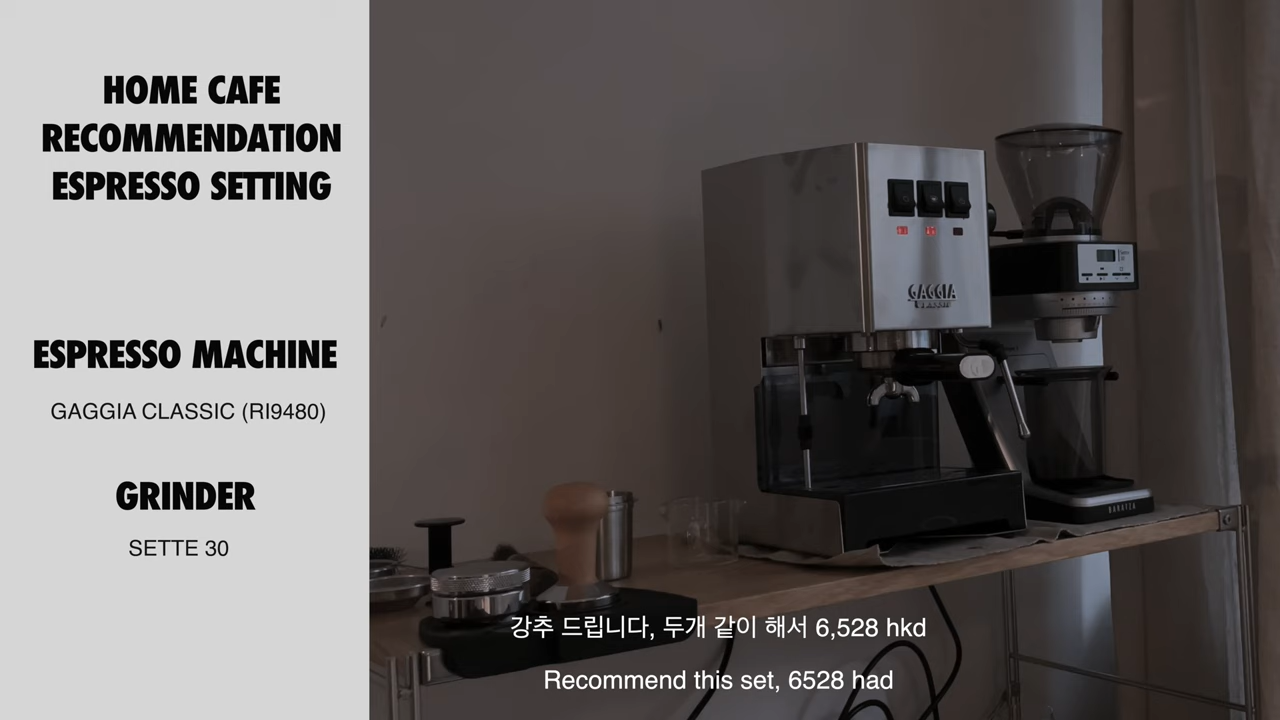 HOME CAFE
RECOMMENDATION
ESPRESSO SETTING
ESPRESSO MACHINE
GAGGIA CLASSIC (RI9480)
GRINDER
SETTE 30
GAGGIA
BARATZA
강추 드립니다, 두개 같이 해서 6,528 hkd
Recommend this set, 6528 had